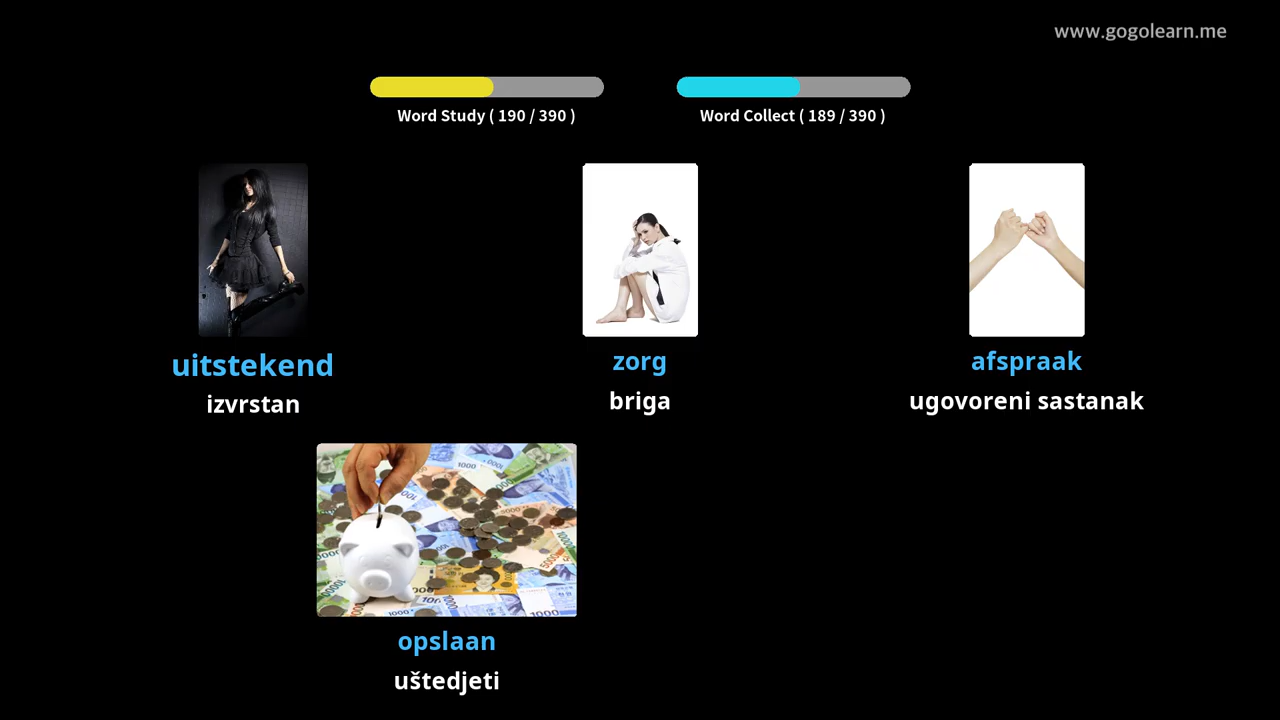 www.gogolearn.me
Word Study ( 190 / 390 )
Word Collect ( 189 / 390 )
uitstekend
izvrstan
zorg
briga
afspraak
ugovoreni sastanak
opslaan
uštedjeti